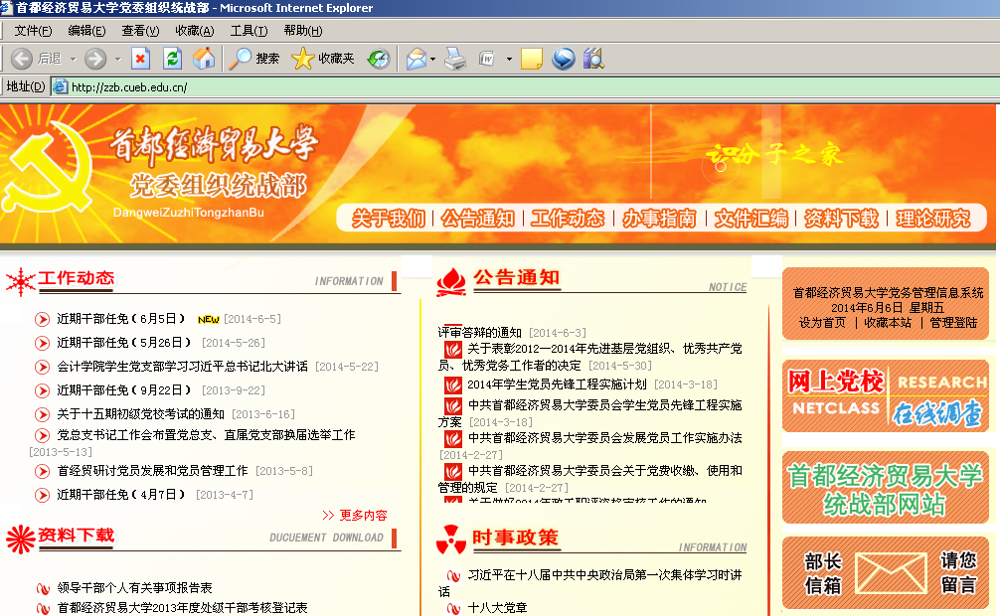 首都经济贸易大学党委组织统战部 - Microsoft Internet Explorer
文件(F) 编辑(E) 查看(V) 收藏(A) 工具(T) 帮助(H)
后退 搜索 收藏夹
地址(D) http://zzb.cueb.edu.cn/
首都经济贸易大学
党委组织统战部
DangweiZuzhiTongzhanBu
识分子之家
关于我们 | 公告通知 | 工作动态 | 办事指南 | 文件汇编 | 资料下载 | 理论研究
工作动态 INFORMATION
近期干部任免（6月5日） NEW [2014-6-5]
近期干部任免（5月26日） [2014-5-26]
会计学院学生党支部学习习近平总书记北大讲话 [2014-5-22]
近期干部任免（9月22日） [2013-9-22]
关于十五期初级党校考试的通知 [2013-6-16]
党总支书记工作会布置党总支、直属党支部换届选举工作
[2013-5-13]
首经贸研讨党员发展和党员管理工作 [2013-5-8]
近期干部任免（4月7日） [2013-4-7]
>> 更多内容
资料下载 DUCUEMENT DOWNLOAD
领导干部个人有关事项报告表
首都经济贸易大学2013年度处级干部考核登记表
公告通知 NOTICE
评审答辩的通知 [2014-6-3]
关于表彰2012—2014年先进基层党组织、优秀共产党
员、优秀党务工作者的决定 [2014-5-30]
2014年学生党员先锋工程实施计划 [2014-3-18]
中共首都经济贸易大学委员会学生党员先锋工程实施
方案 [2014-3-18]
中共首都经济贸易大学委员会发展党员工作实施办法
[2014-2-27]
中共首都经济贸易大学委员会关于党费收缴、使用和
管理的规定 [2014-2-27]
关于做好2014年政工职评资格审核工作的通知
时事政策 INFORMATION
习近平在十八届中共中央政治局第一次集体学习时讲
话
十八大党章
首都经济贸易大学党务管理信息系统
2014年6月6日 星期五
设为首页 | 收藏本站 | 管理登陆
网上党校 RESEARCH
NETCLASS 在线调查
首都经济贸易大学
统战部网站
部长 请您
信箱 留言